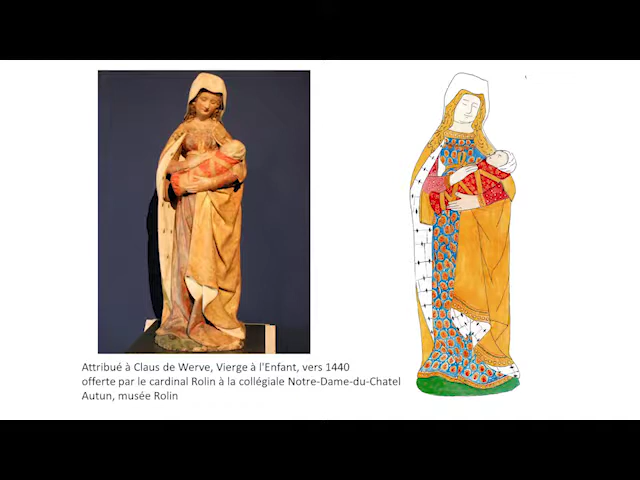 Attribué à Claus de Werve, Vierge à l'Enfant, vers 1440
offerte par le cardinal Rolin à la collégiale Notre-Dame-du-Chatel
Autun, musée Rolin